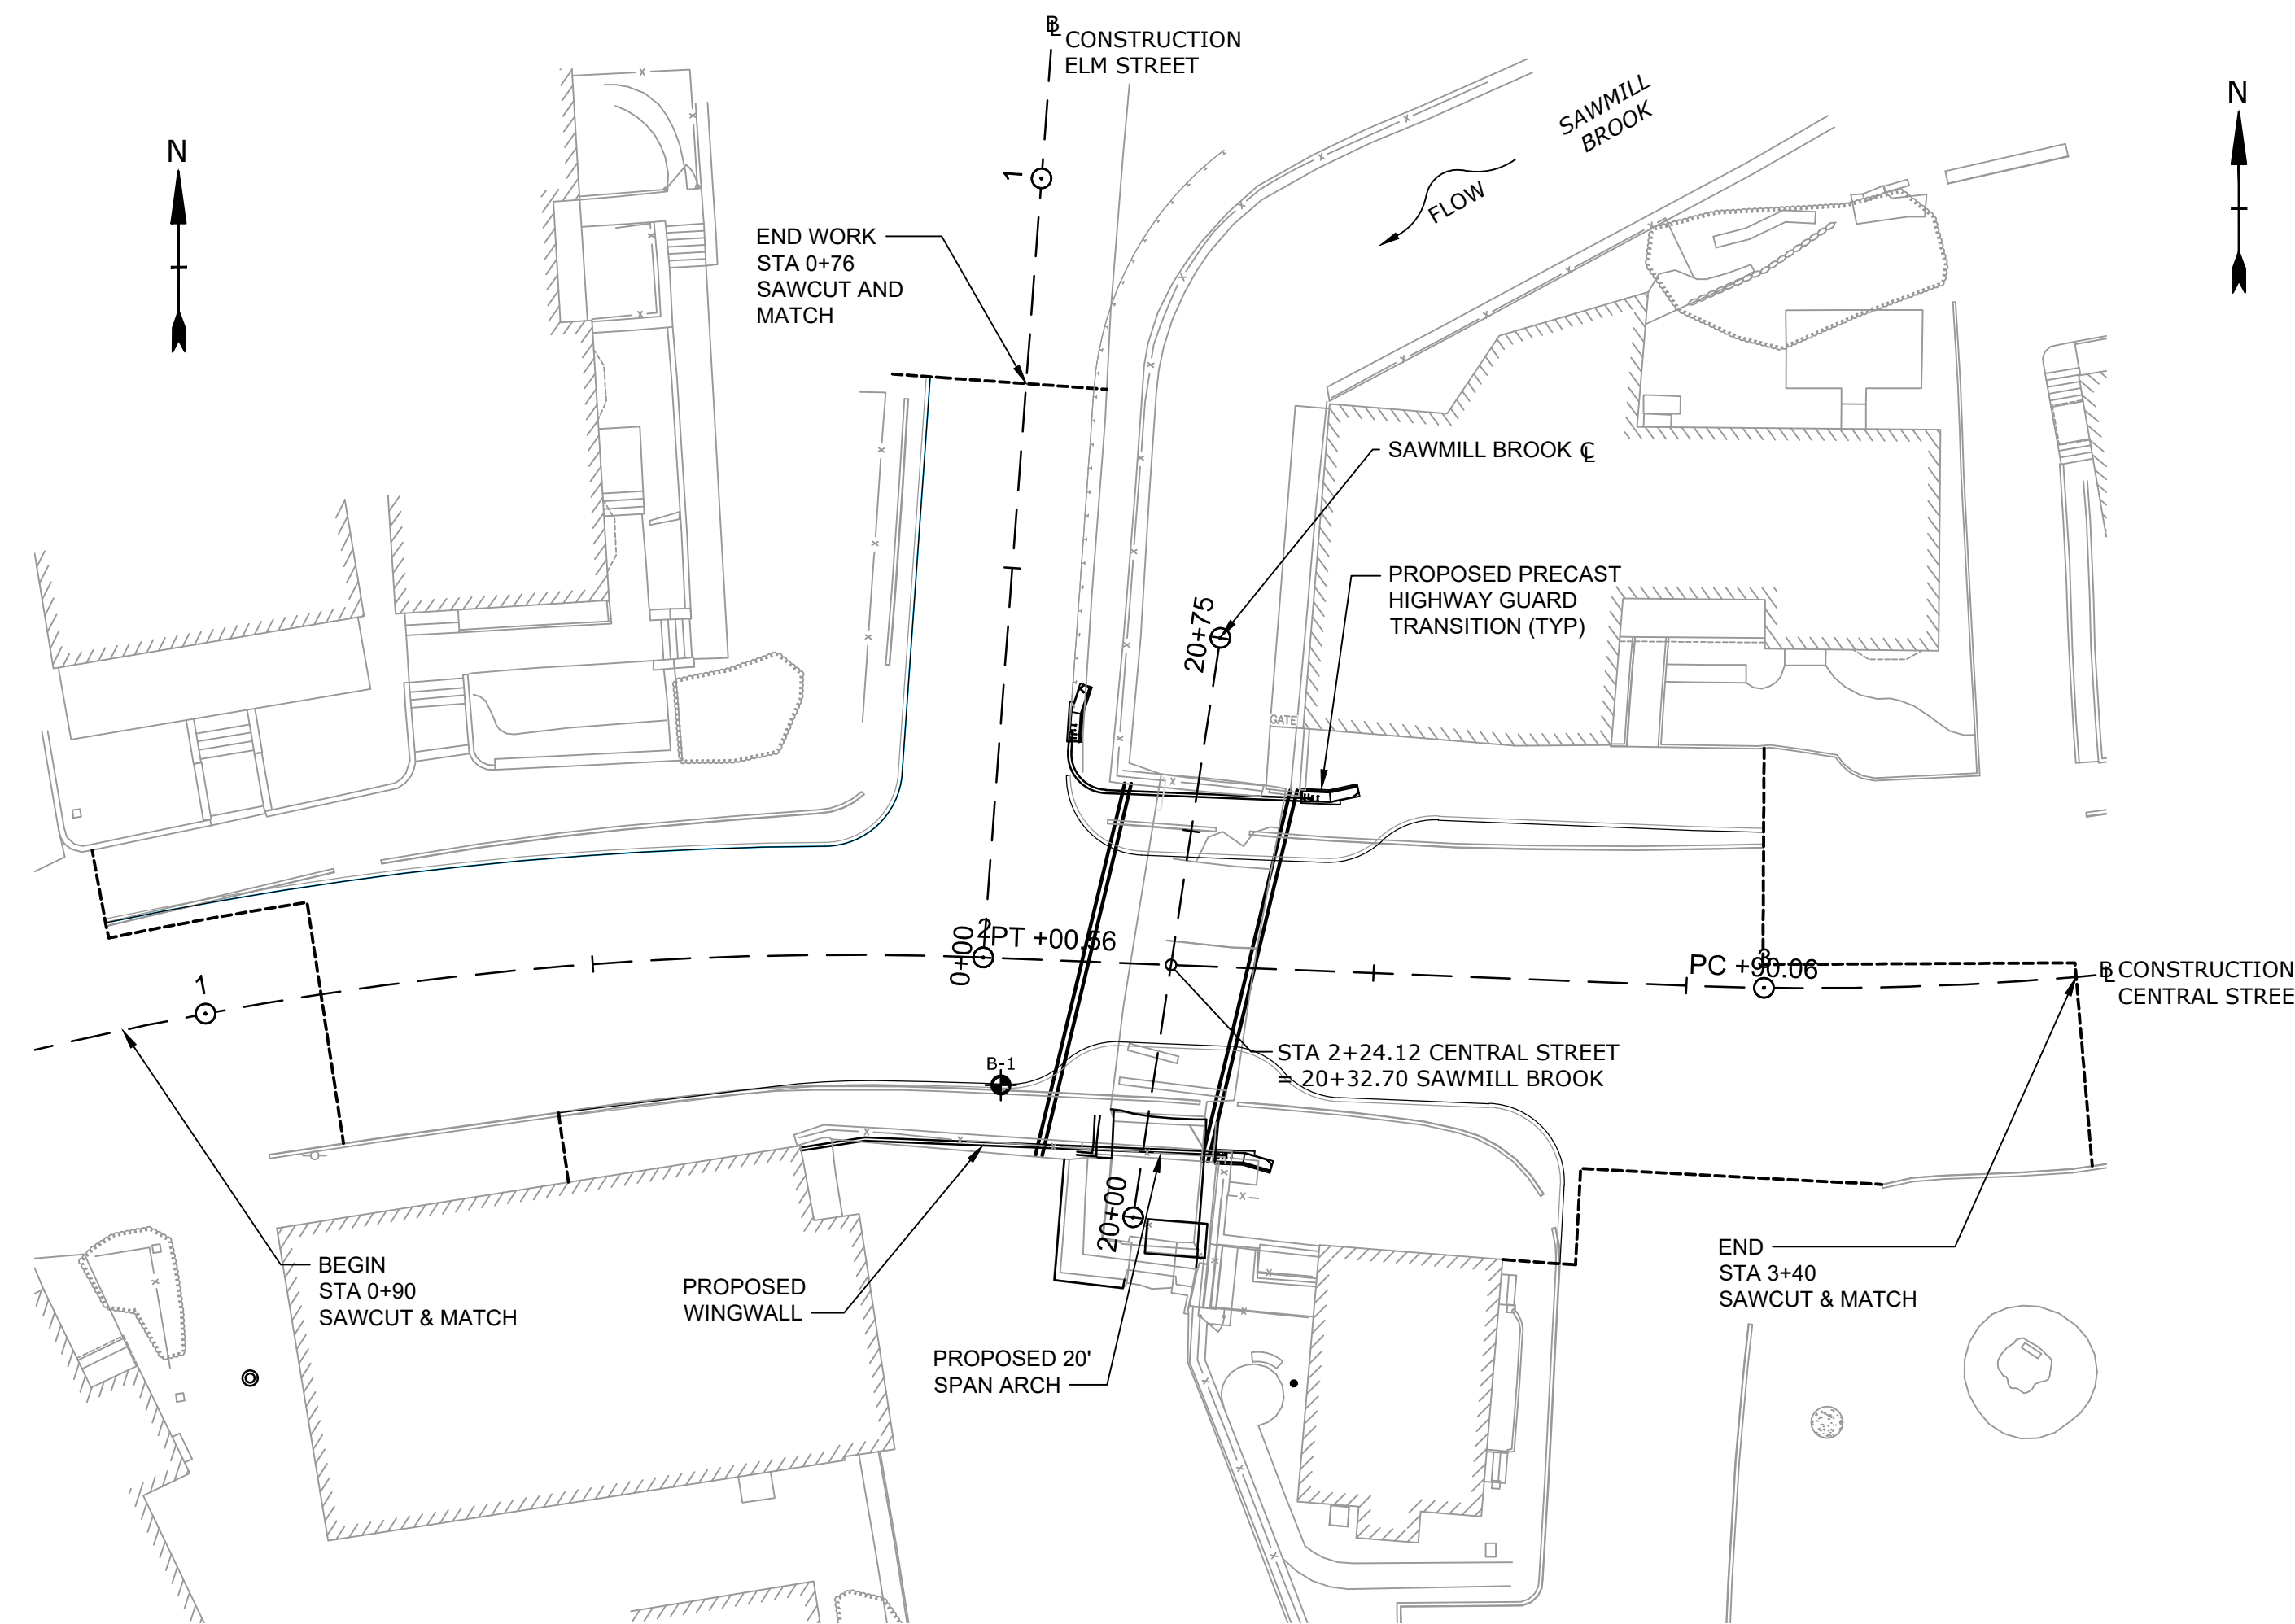 B L CONSTRUCTION
ELM STREET
SAWMILL
BROOK
FLOW
N
N
1
END WORK
STA 0+76
SAWCUT AND
MATCH
SAWMILL BROOK C L
20+75
PROPOSED PRECAST
HIGHWAY GUARD
TRANSITION (TYP)
GATE
0+00
2
PT +00.56
PC +90.06
3
B L CONSTRUCTION
CENTRAL STREE
1
B-1
STA 2+24.12 CENTRAL STREET
= 20+32.70 SAWMILL BROOK
20+00
BEGIN
STA 0+90
SAWCUT & MATCH
PROPOSED
WINGWALL
PROPOSED 20'
SPAN ARCH
END
STA 3+40
SAWCUT & MATCH